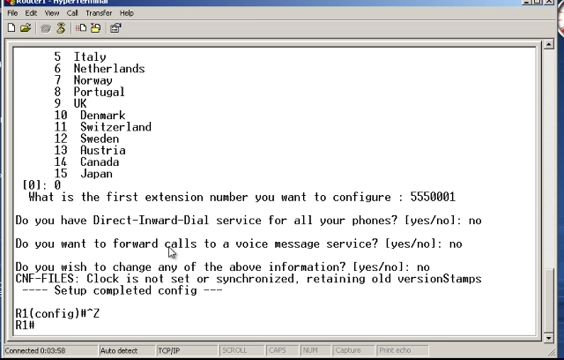 Router1 - HyperTerminal
File Edit View Call Transfer Help
5 Italy
6 Netherlands
7 Norway
8 Portugal
9 UK
10 Denmark
11 Switzerland
12 Sweden
13 Austria
14 Canada
15 Japan
[0]: 0
What is the first extension number you want to configure : 5550001
Do you have Direct-Inward-Dial service for all your phones? [yes/no]: no
Do you want to forward calls to a voice message service? [yes/no]: no
Do you wish to change any of the above information? [yes/no]: no
CNF-FILES: Clock is not set or synchronized, retaining old versionStamps
---- Setup completed config ---
R1(config)#^Z
R1#
Connected 0:03:58 Auto detect TCP/IP SCROLL CAPS NUM Capture Print echo